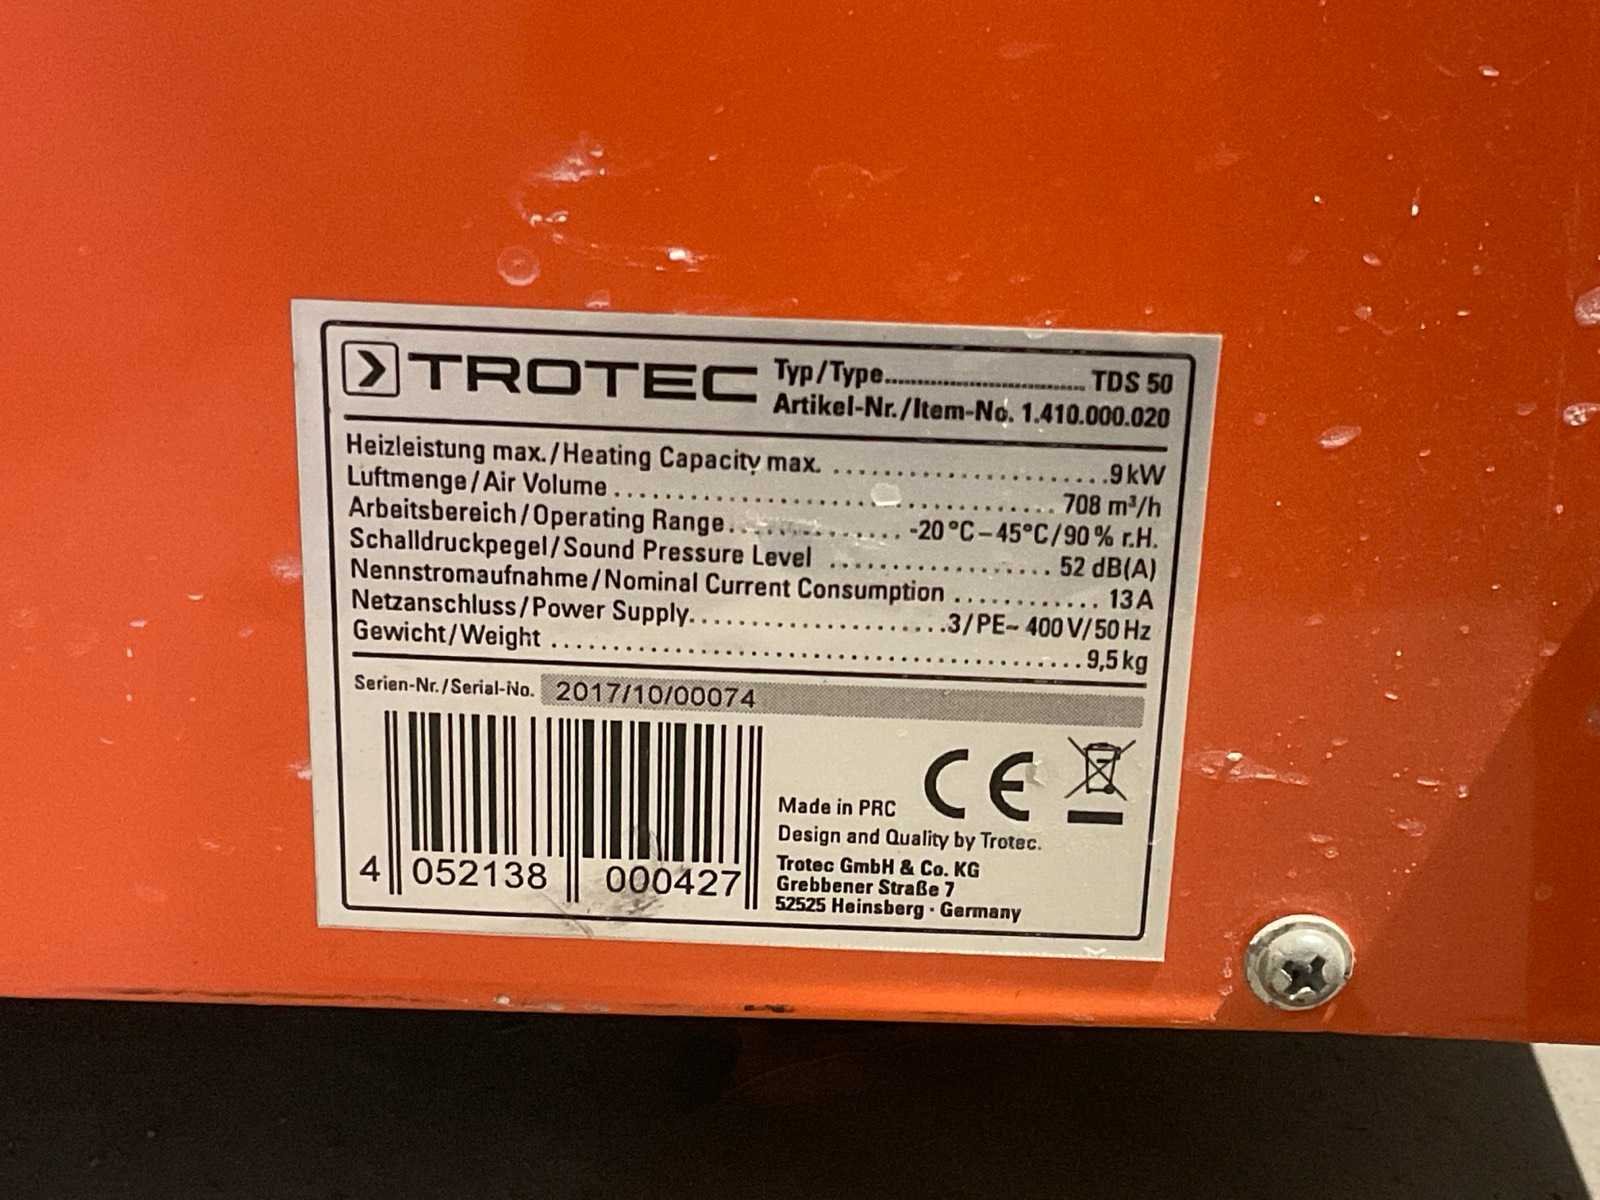 TROTEC
Typ/Type.............................. TDS 50
Artikel-Nr./Item-No. 1.410.000.020
Heizleistung max./Heating Capacity max. .......................9 kW
Luftmenge/Air Volume .................................... 708 m³/h
Arbeitsbereich/Operating Range.............. -20 °C – 45°C/90 % r.H.
Schalldruckpegel/Sound Pressure Level .................. 52 dB(A)
Nennstromaufnahme/Nominal Current Consumption ............ 13 A
Netzanschluss/Power Supply.....................3/PE~ 400 V/50 Hz
Gewicht/Weight ...........................................9,5 kg
Serien-Nr./Serial-No. 2017/10/00074
4 052138 000427
CE
Made in PRC
Design and Quality by Trotec.
Trotec GmbH & Co. KG
Grebbener Straße 7
52525 Heinsberg · Germany